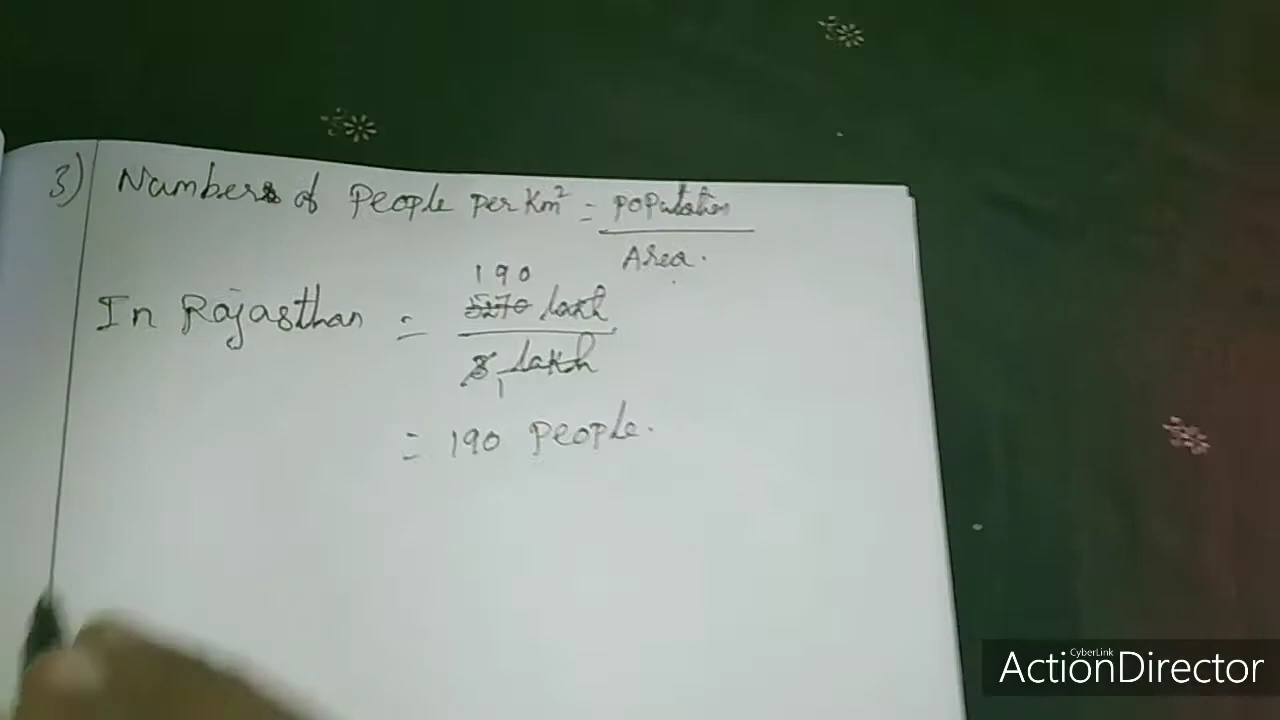 3) Numbers of People per Km² = Population
Area.
190
In Rajasthan = 5270 lakh
3, lakh
1
= 190 People.
CyberLink
ActionDirector